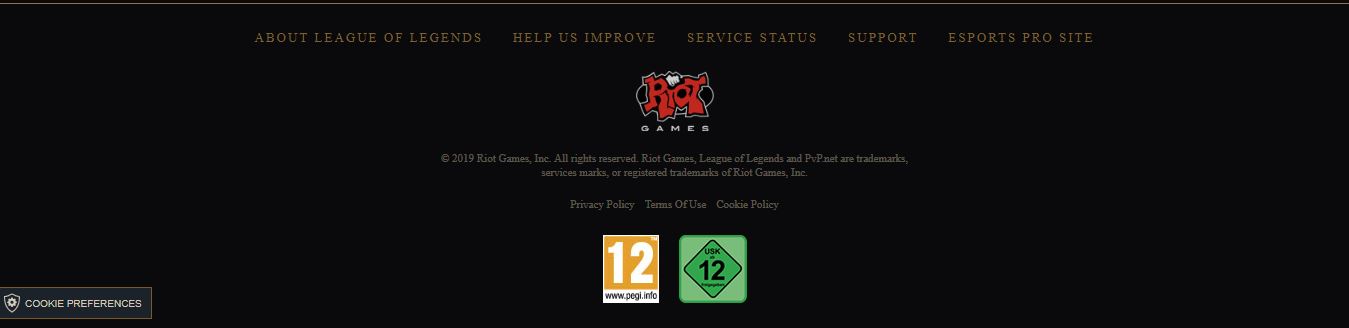 ABOUT LEAGUE OF LEGENDS HELP US IMPROVE SERVICE STATUS SUPPORT ESPORTS PRO SITE
RIOT
GAMES
© 2019 Riot Games, Inc. All rights reserved. Riot Games, League of Legends and PvP.net are trademarks,
services marks, or registered trademarks of Riot Games, Inc.
Privacy Policy Terms Of Use Cookie Policy
12 TM
www.pegi.info
USK
ab
12
freigegeben
COOKIE PREFERENCES